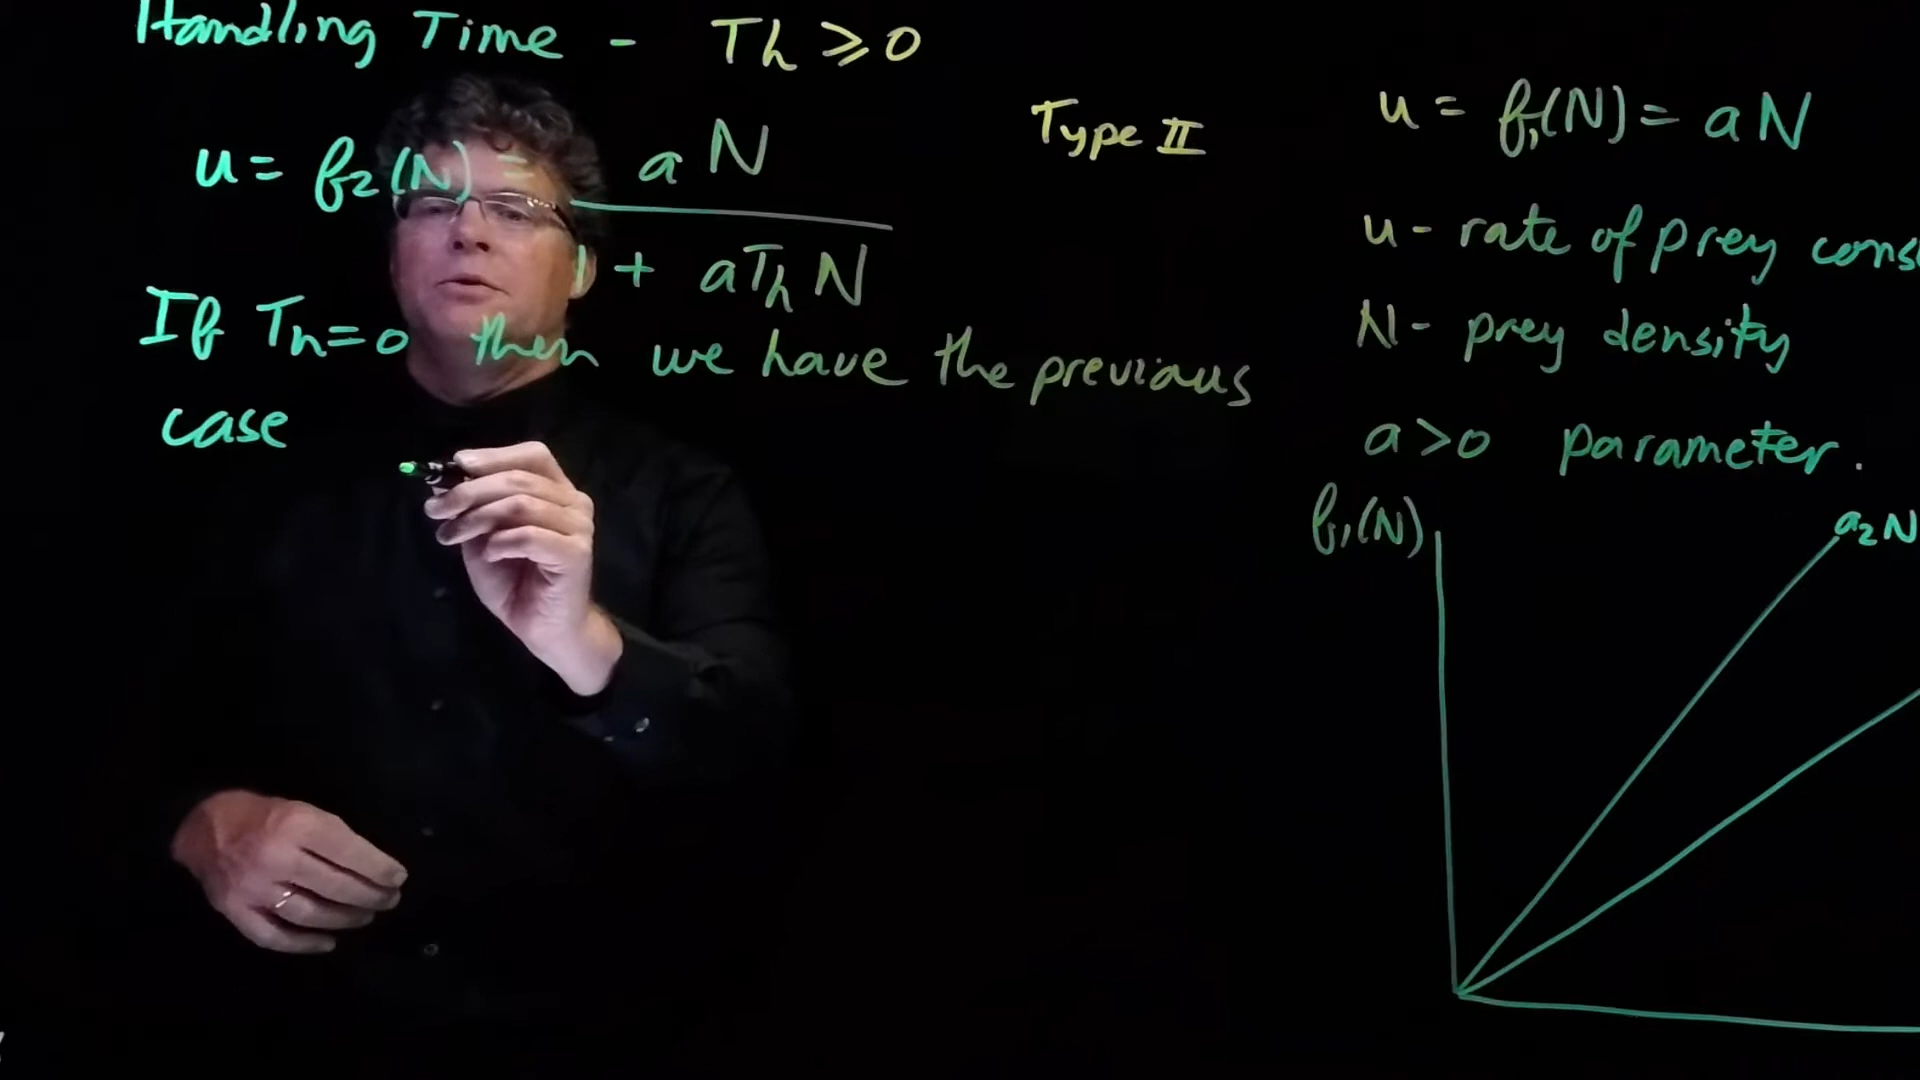 Handling Time - Th ⩾ 0
u = f2(N) = aN
1 + aThN
Type II
If Th = 0 then we have the previous
case
u = f1(N) = aN
u - rate of prey
N - prey density
a > 0 parameter.
f1(N)
a2N